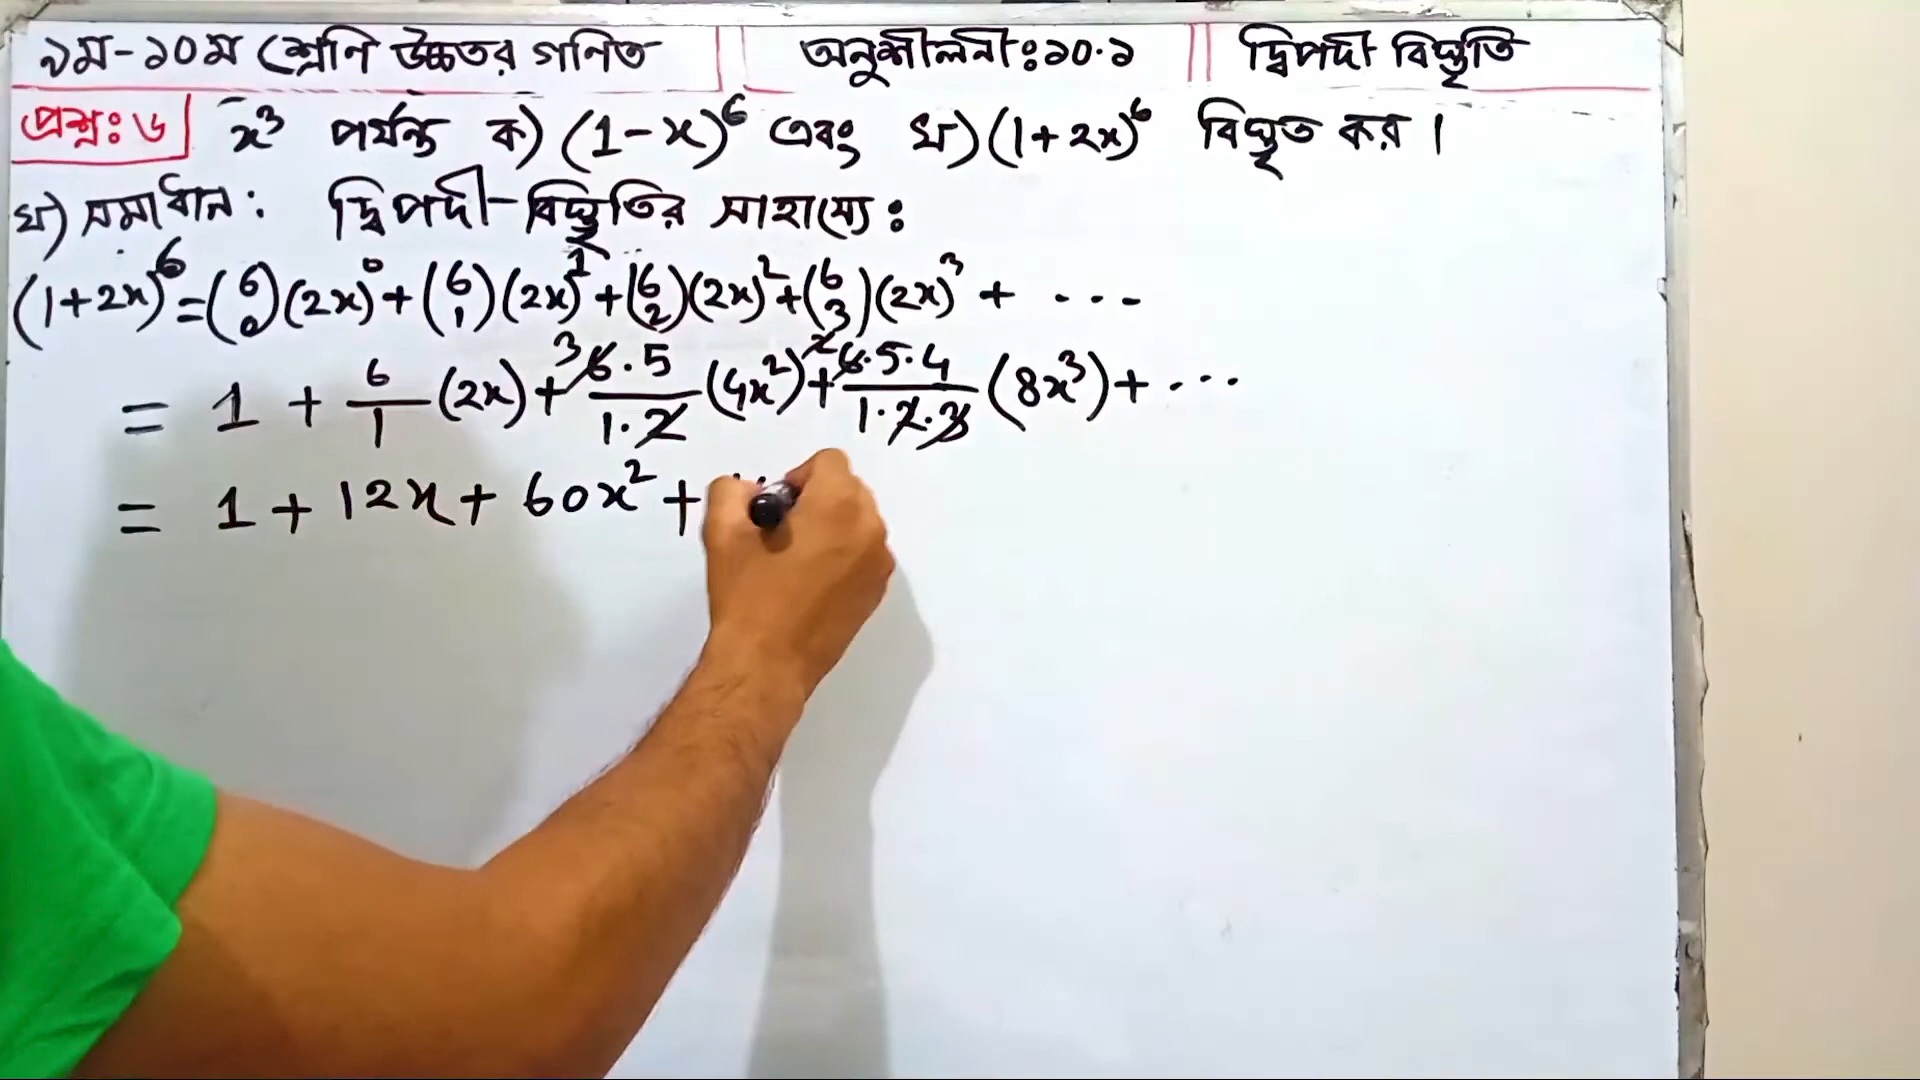 ৯ম-১০ম শ্রেণি উচ্চতর গনিত অনুশীলনী:১০.১ দ্বিপদী বিস্তৃতি
প্রশ্ন:৬ x³ পর্যন্ত ক) (1-x)⁶ এবং খ) (1+2x)⁶ বিস্তৃত কর।
খ) সমাধান: দ্বিপদী-বিস্তৃতির সাহায্যে:
(1+2x)⁶=(6 0)(2x)⁰+(6 1)(2x)¹+(6 2)(2x)²+(6 3)(2x)³ + ...
= 1 + 6/1 (2x) + 3 6.5/1.2 (4x²) + 2 6.5.4/1.2.3 (8x³) + ...
= 1 + 12x + 60x² +